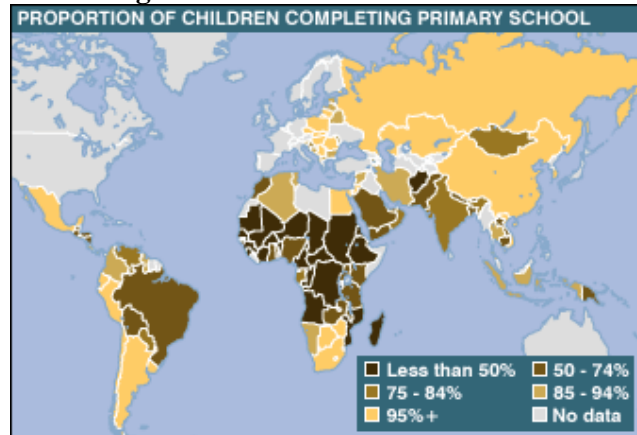 PROPORTION OF CHILDREN COMPLETING PRIMARY SCHOOL
Less than 50%
50 - 74%
75 - 84%
85 - 94%
95%+
No data